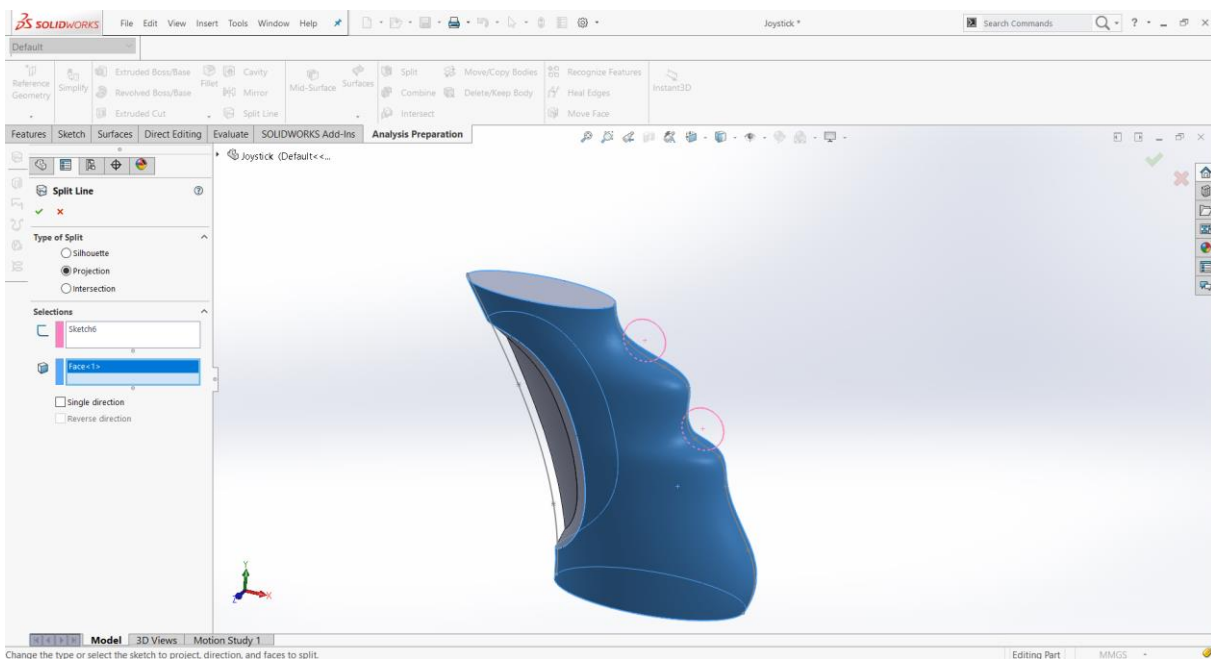 SOLIDWORKS File Edit View Insert Tools Window Help Joystick * Search Commands ?
Default
Reference Geometry Simplify Extruded Boss/Base Revolved Boss/Base Extruded Cut Fillet Cavity Mirror Split Line Mid-Surface Surfaces Split Combine Intersect Move/Copy Bodies Delete/Keep Body Recognize Features Heal Edges Move Face Instant3D
Features Sketch Surfaces Direct Editing Evaluate SOLIDWORKS Add-Ins Analysis Preparation
Joystick (Default<<...
Split Line
Type of Split
Silhouette
Projection
Intersection
Selections
Sketch6
Face<1>
Single direction
Reverse direction
Y
X
Z
Model 3D Views Motion Study 1
Change the type or select the sketch to project, direction, and faces to split. Editing Part MMGS